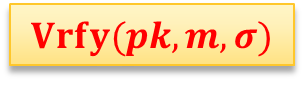 Vrfy(pk, m, σ)